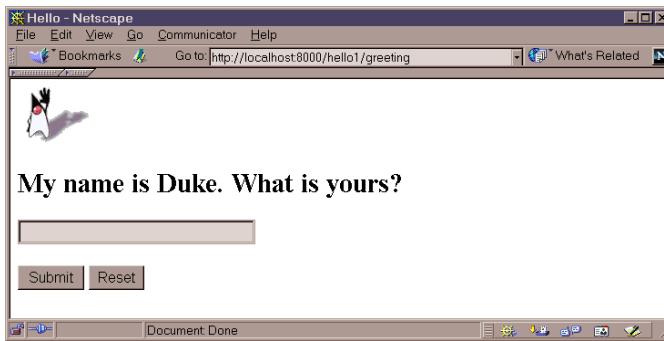 Hello - Netscape
File Edit View Go Communicator Help
Bookmarks Go to: http://localhost:8000/hello1/greeting What's Related N
My name is Duke. What is yours?
Submit Reset
Document: Done